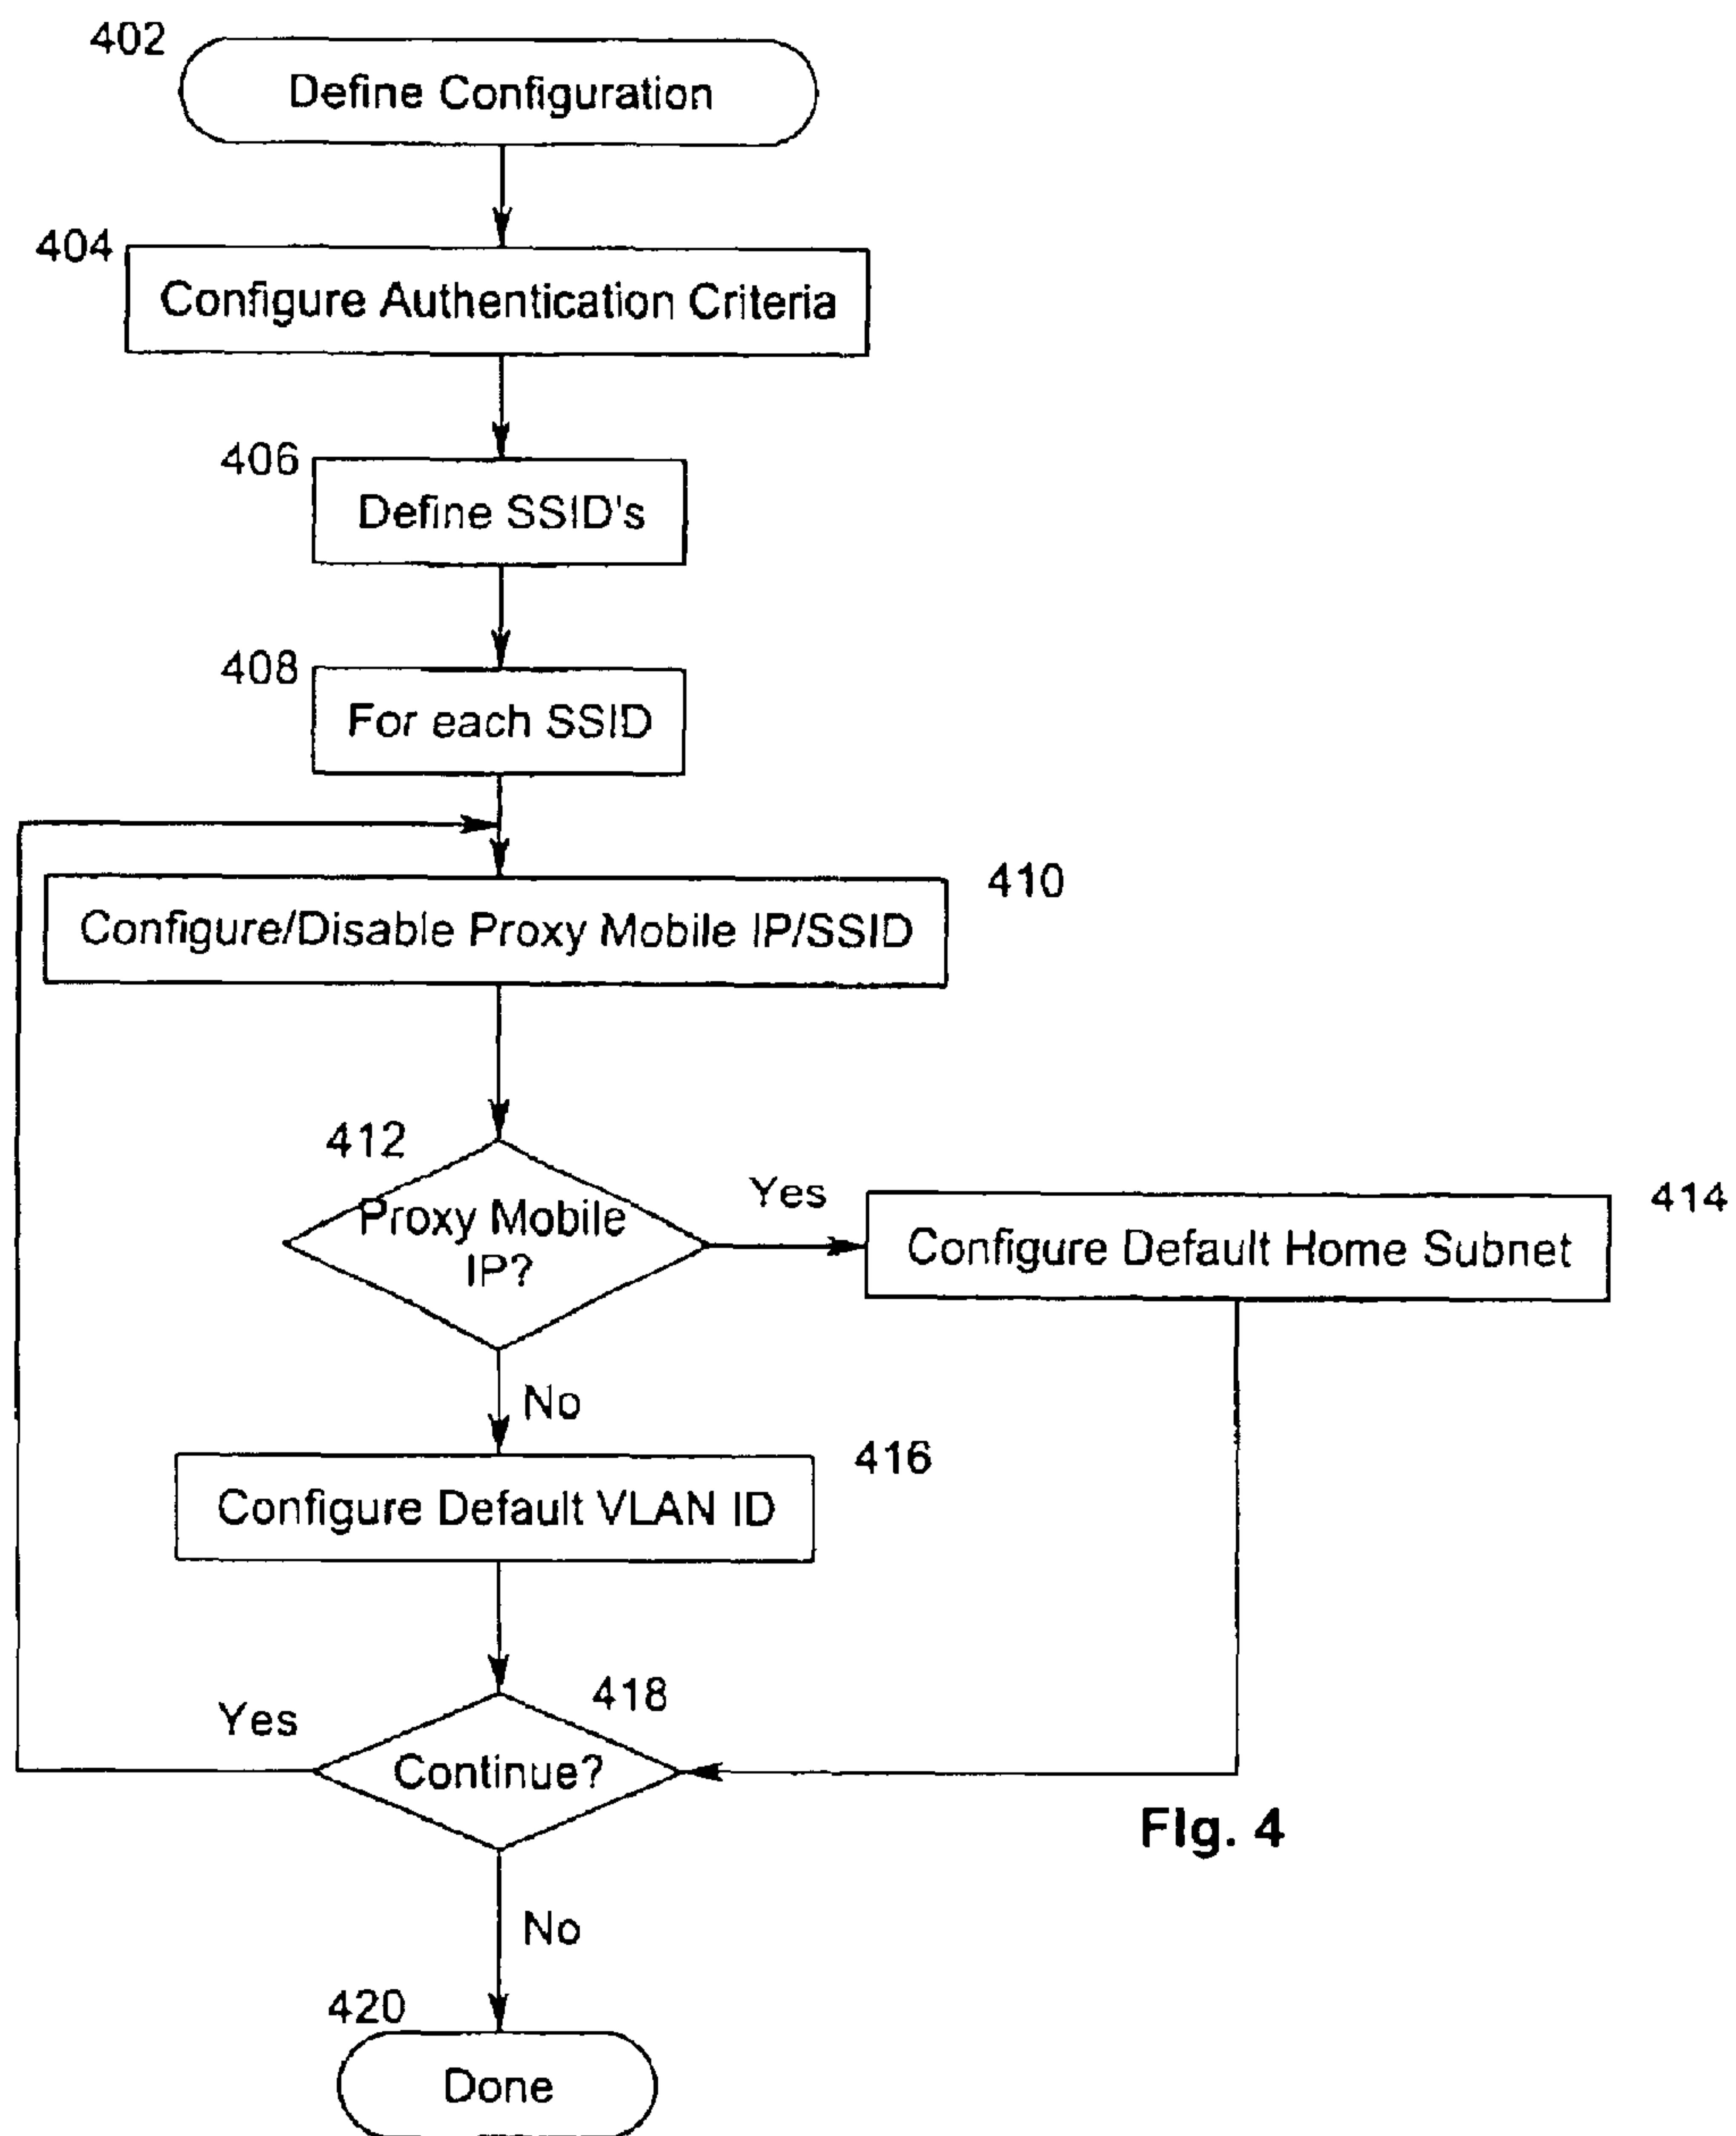 402
Define Configuration
404
Configure Authentication Criteria
406
Define SSID's
408
For each SSID
410
Configure/Disable Proxy Mobile IP/SSID
412
Proxy Mobile
IP?
Yes
414
Configure Default Home Subnet
No
416
Configure Default VLAN ID
418
Yes
Continue?
Fig. 4
No
420
Done